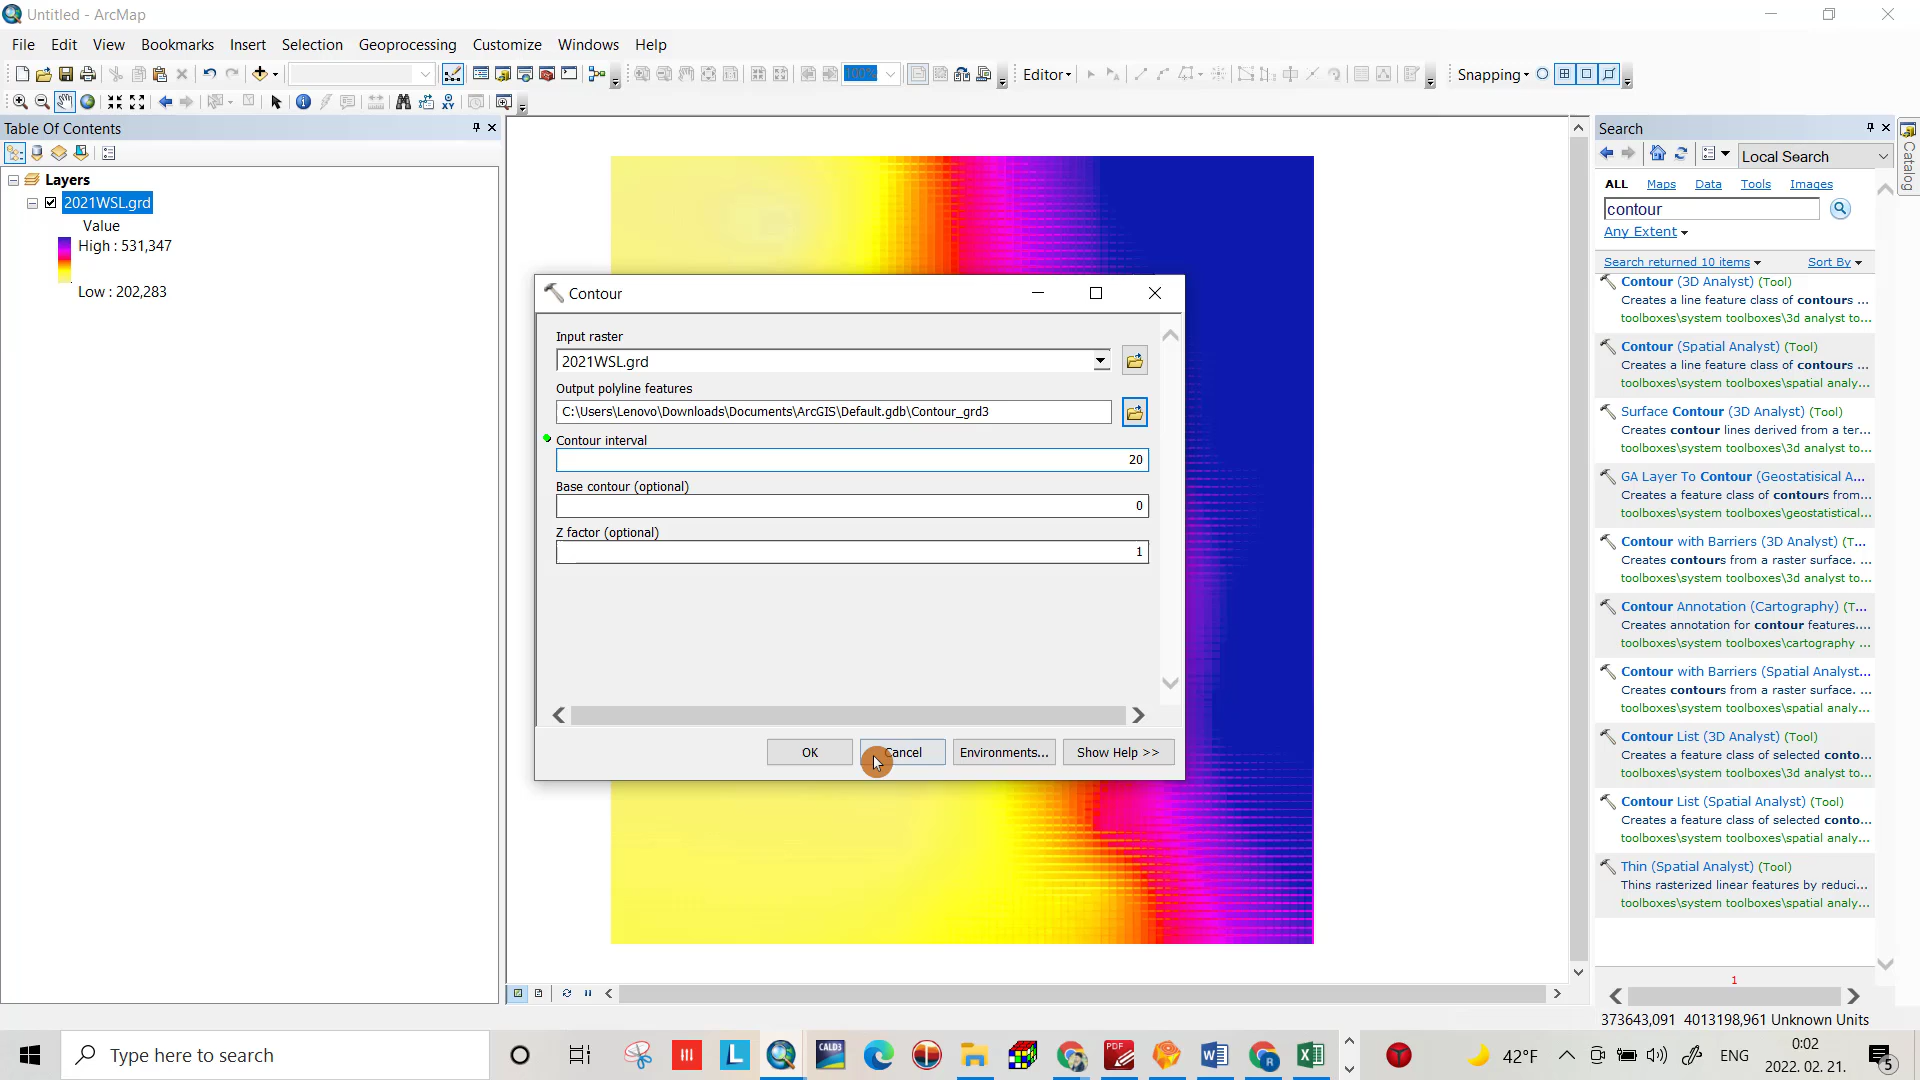 Untitled - ArcMap
File Edit View Bookmarks Insert Selection Geoprocessing Customize Windows Help
100%
Editor
Snapping
Table Of Contents
Layers
2021WSL.grd
Value
High : 531,347
Low : 202,283
Contour
Input raster
2021WSL.grd
Output polyline features
C:\Users\Lenovo\Downloads\Documents\ArcGIS\Default.gdb\Contour_grd3
Contour interval
20
Base contour (optional)
0
Z factor (optional)
1
OK Cancel Environments... Show Help >>
Search
Catalog
Local Search
ALL Maps Data Tools Images
contour
Any Extent
Search returned 10 items Sort By
Contour (3D Analyst) (Tool)
Creates a line feature class of contours ...
toolboxes\system toolboxes\3d analyst to...
Contour (Spatial Analyst) (Tool)
Creates a line feature class of contours ...
toolboxes\system toolboxes\spatial analy...
Surface Contour (3D Analyst) (Tool)
Creates contour lines derived from a ter...
toolboxes\system toolboxes\3d analyst to...
GA Layer To Contour (Geostatisical A...
Creates a feature class of contours from...
toolboxes\system toolboxes\geostatistical...
Contour with Barriers (3D Analyst) (T...
Creates contours from a raster surface. ...
toolboxes\system toolboxes\3d analyst to...
Contour Annotation (Cartography) (T...
Creates annotation for contour features....
toolboxes\system toolboxes\cartography ...
Contour with Barriers (Spatial Analyst...
Creates contours from a raster surface. ...
toolboxes\system toolboxes\spatial analy...
Contour List (3D Analyst) (Tool)
Creates a feature class of selected conto...
toolboxes\system toolboxes\3d analyst to...
Contour List (Spatial Analyst) (Tool)
Creates a feature class of selected conto...
toolboxes\system toolboxes\spatial analy...
Thin (Spatial Analyst) (Tool)
Thins rasterized linear features by reduci...
toolboxes\system toolboxes\spatial analy...
1
373643,091 4013198,961 Unknown Units
Type here to search
CALD3
PDF
42°F
ENG
0:02
2022. 02. 21.
5